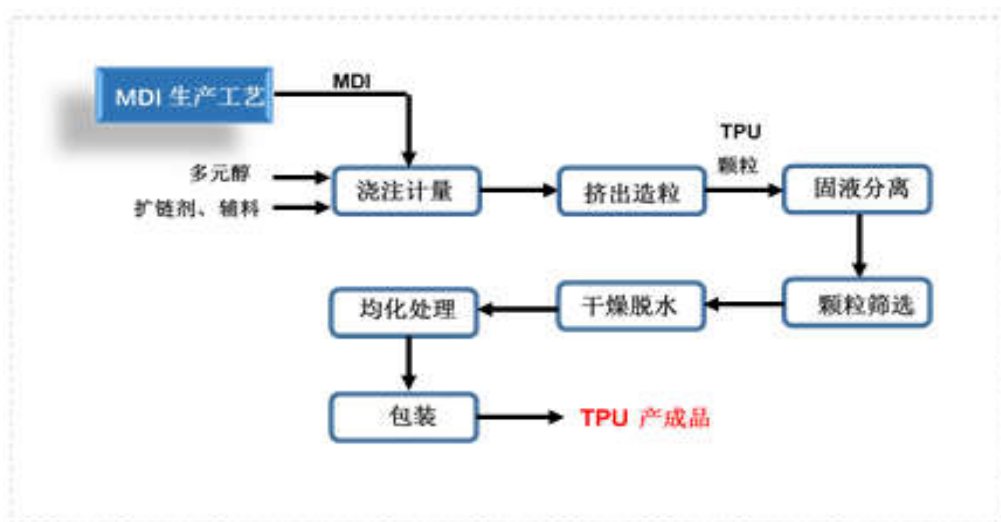 MDI 生产工艺
MDI
多元醇
扩链剂、辅料
浇注计量
挤出造粒
TPU
颗粒
固液分离
颗粒筛选
干燥脱水
均化处理
包装
TPU 产成品